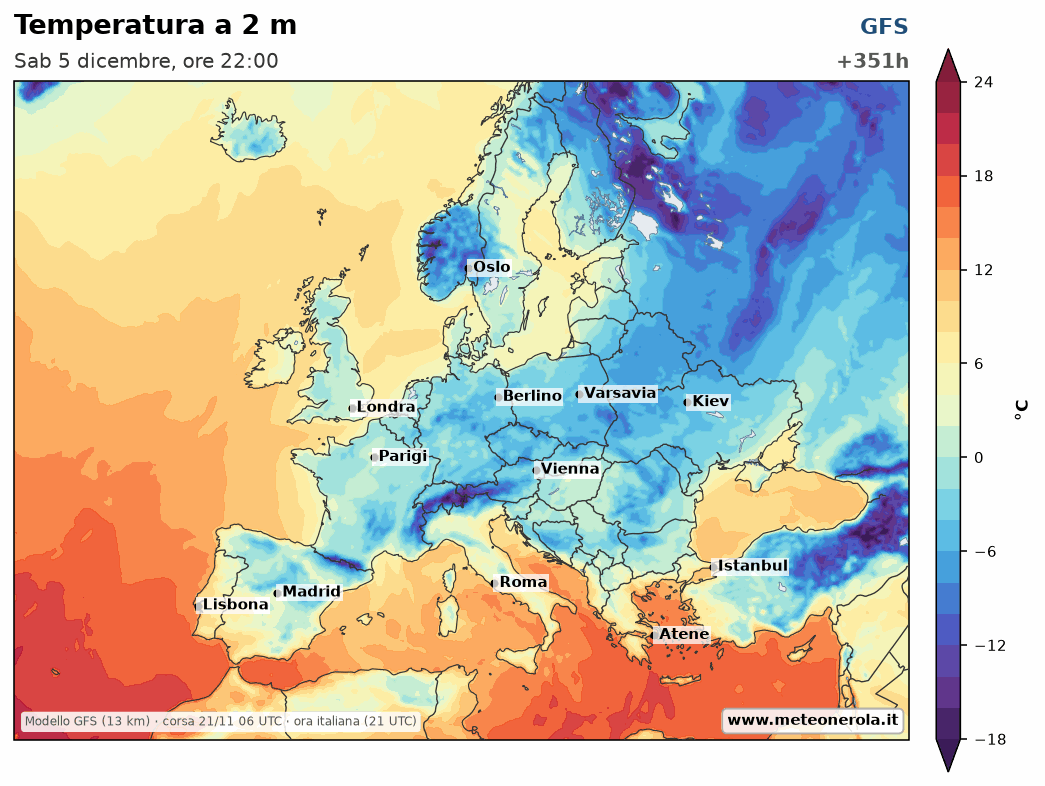 Temperatura a 2 m
GFS
Sab 5 dicembre, ore 22:00
+351h
24
18
12
6
0
−6
−12
−18
°C
Oslo
Londra
Berlino
Varsavia
Kiev
Parigi
Vienna
Istanbul
Roma
Madrid
Lisbona
Atene
Modello GFS (13 km) · corsa 21/11 06 UTC · ora italiana (21 UTC)
www.meteonerola.it